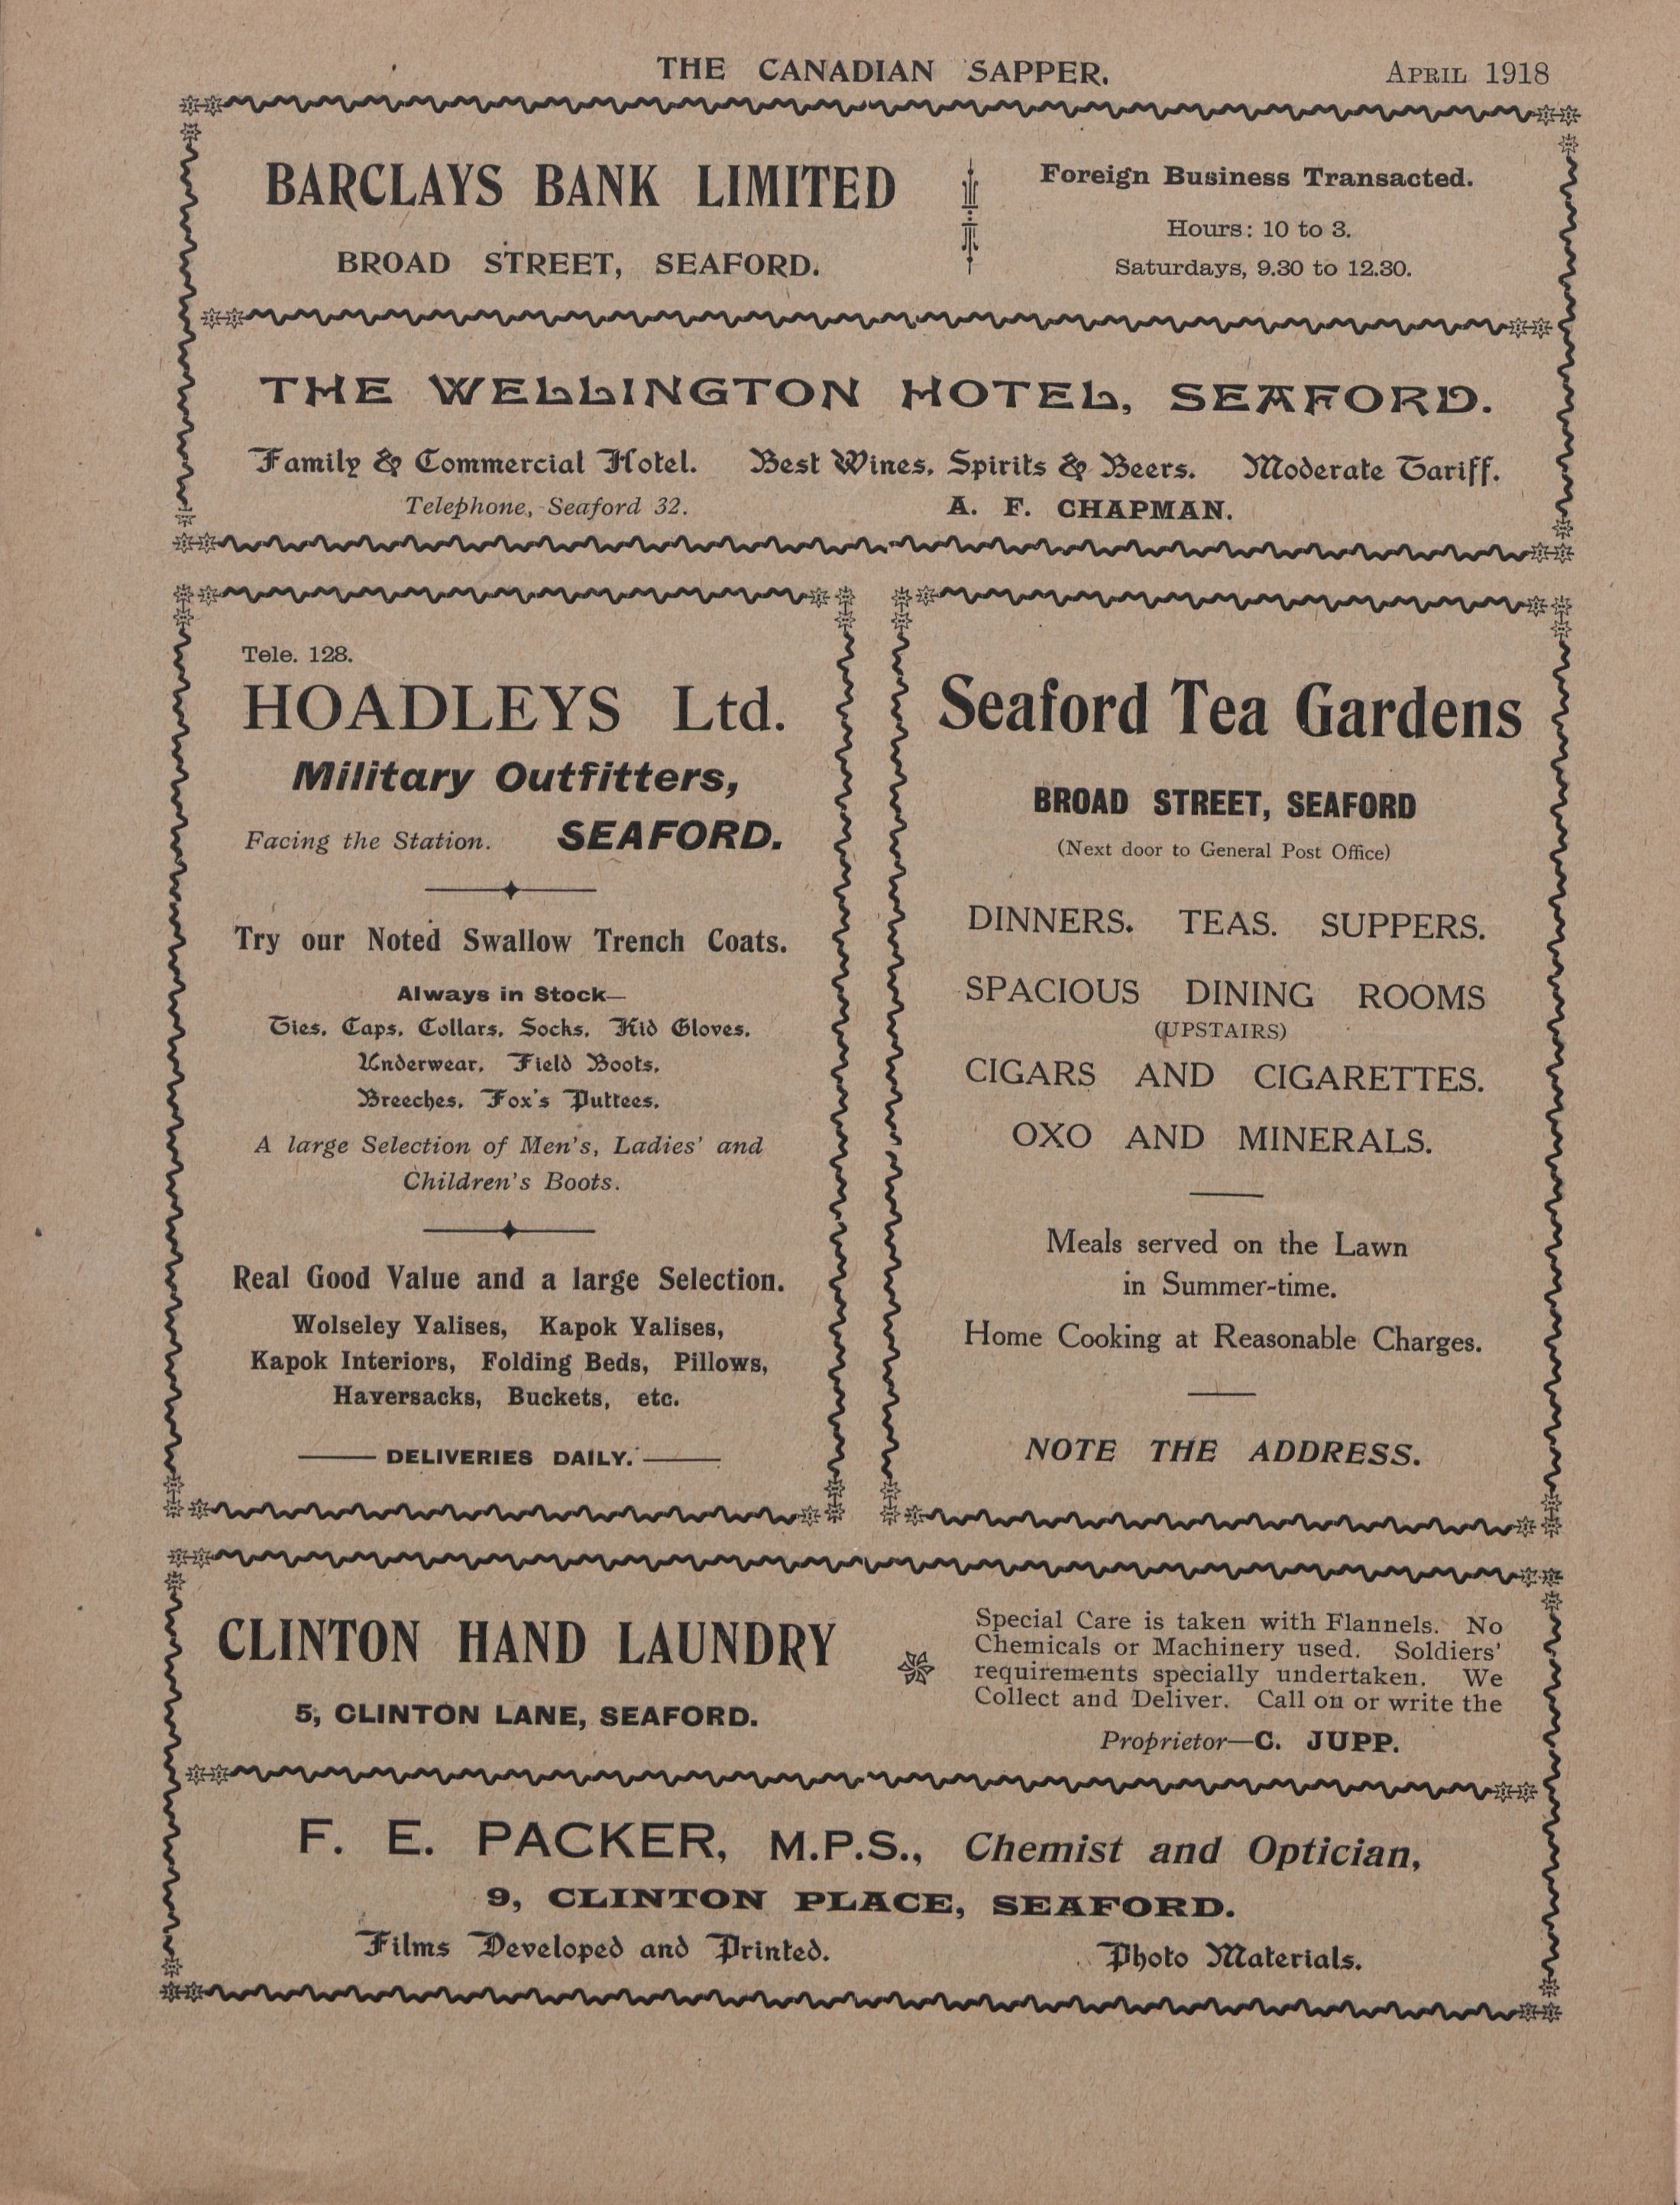 THE CANADIAN SAPPER.
APRIL 1918
BARCLAYS BANK LIMITED
BROAD STREET, SEAFORD.
Foreign Business Transacted.
Hours: 10 to 3.
Saturdays, 9.30 to 12.30.
THE WELLINGTON HOTEL, SEAFORD.
Family & Commercial Hotel. Best Wines, Spirits & Beers. Moderate Tariff.
Telephone, Seaford 32. A. F. CHAPMAN.
Tele. 128.
HOADLEYS Ltd.
Military Outfitters,
Facing the Station. SEAFORD.
Try our Noted Swallow Trench Coats.
Always in Stock—
Ties, Caps, Collars, Socks, Kid Gloves,
Underwear, Field Boots,
Breeches, Fox's Puttees,
A large Selection of Men's, Ladies' and
Children's Boots.
Real Good Value and a large Selection.
Wolseley Valises, Kapok Valises,
Kapok Interiors, Folding Beds, Pillows,
Haversacks, Buckets, etc.
DELIVERIES DAILY.
Seaford Tea Gardens
BROAD STREET, SEAFORD
(Next door to General Post Office)
DINNERS. TEAS. SUPPERS.
SPACIOUS DINING ROOMS
(UPSTAIRS)
CIGARS AND CIGARETTES.
OXO AND MINERALS.
Meals served on the Lawn
in Summer-time.
Home Cooking at Reasonable Charges.
NOTE THE ADDRESS.
CLINTON HAND LAUNDRY
5, CLINTON LANE, SEAFORD.
Special Care is taken with Flannels. No
Chemicals or Machinery used. Soldiers'
requirements specially undertaken. We
Collect and Deliver. Call on or write the
Proprietor—C. JUPP.
F. E. PACKER, M.P.S., Chemist and Optician,
9, CLINTON PLACE, SEAFORD.
Films Developed and Printed. Photo Materials.